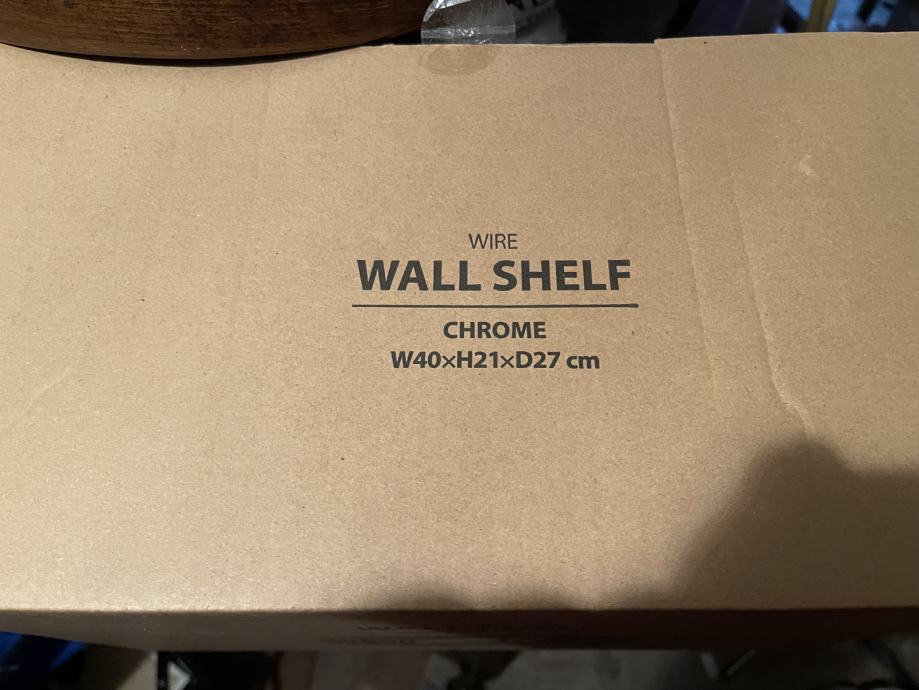 WIRE
WALL SHELF
CHROME
W40×H21×D27 cm